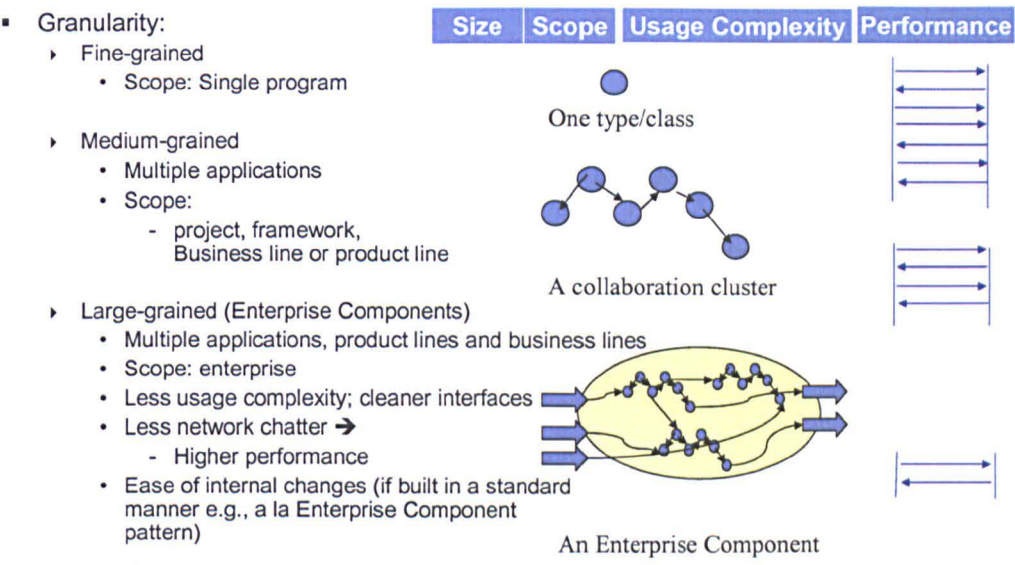 ▪ Granularity:
Size Scope Usage Complexity Performance
▸ Fine-grained
• Scope: Single program
One type/class
▸ Medium-grained
• Multiple applications
• Scope:
- project, framework,
Business line or product line
A collaboration cluster
▸ Large-grained (Enterprise Components)
• Multiple applications, product lines and business lines
• Scope: enterprise
• Less usage complexity; cleaner interfaces
• Less network chatter ➔
- Higher performance
• Ease of internal changes (if built in a standard
manner e.g., a la Enterprise Component
pattern)
An Enterprise Component